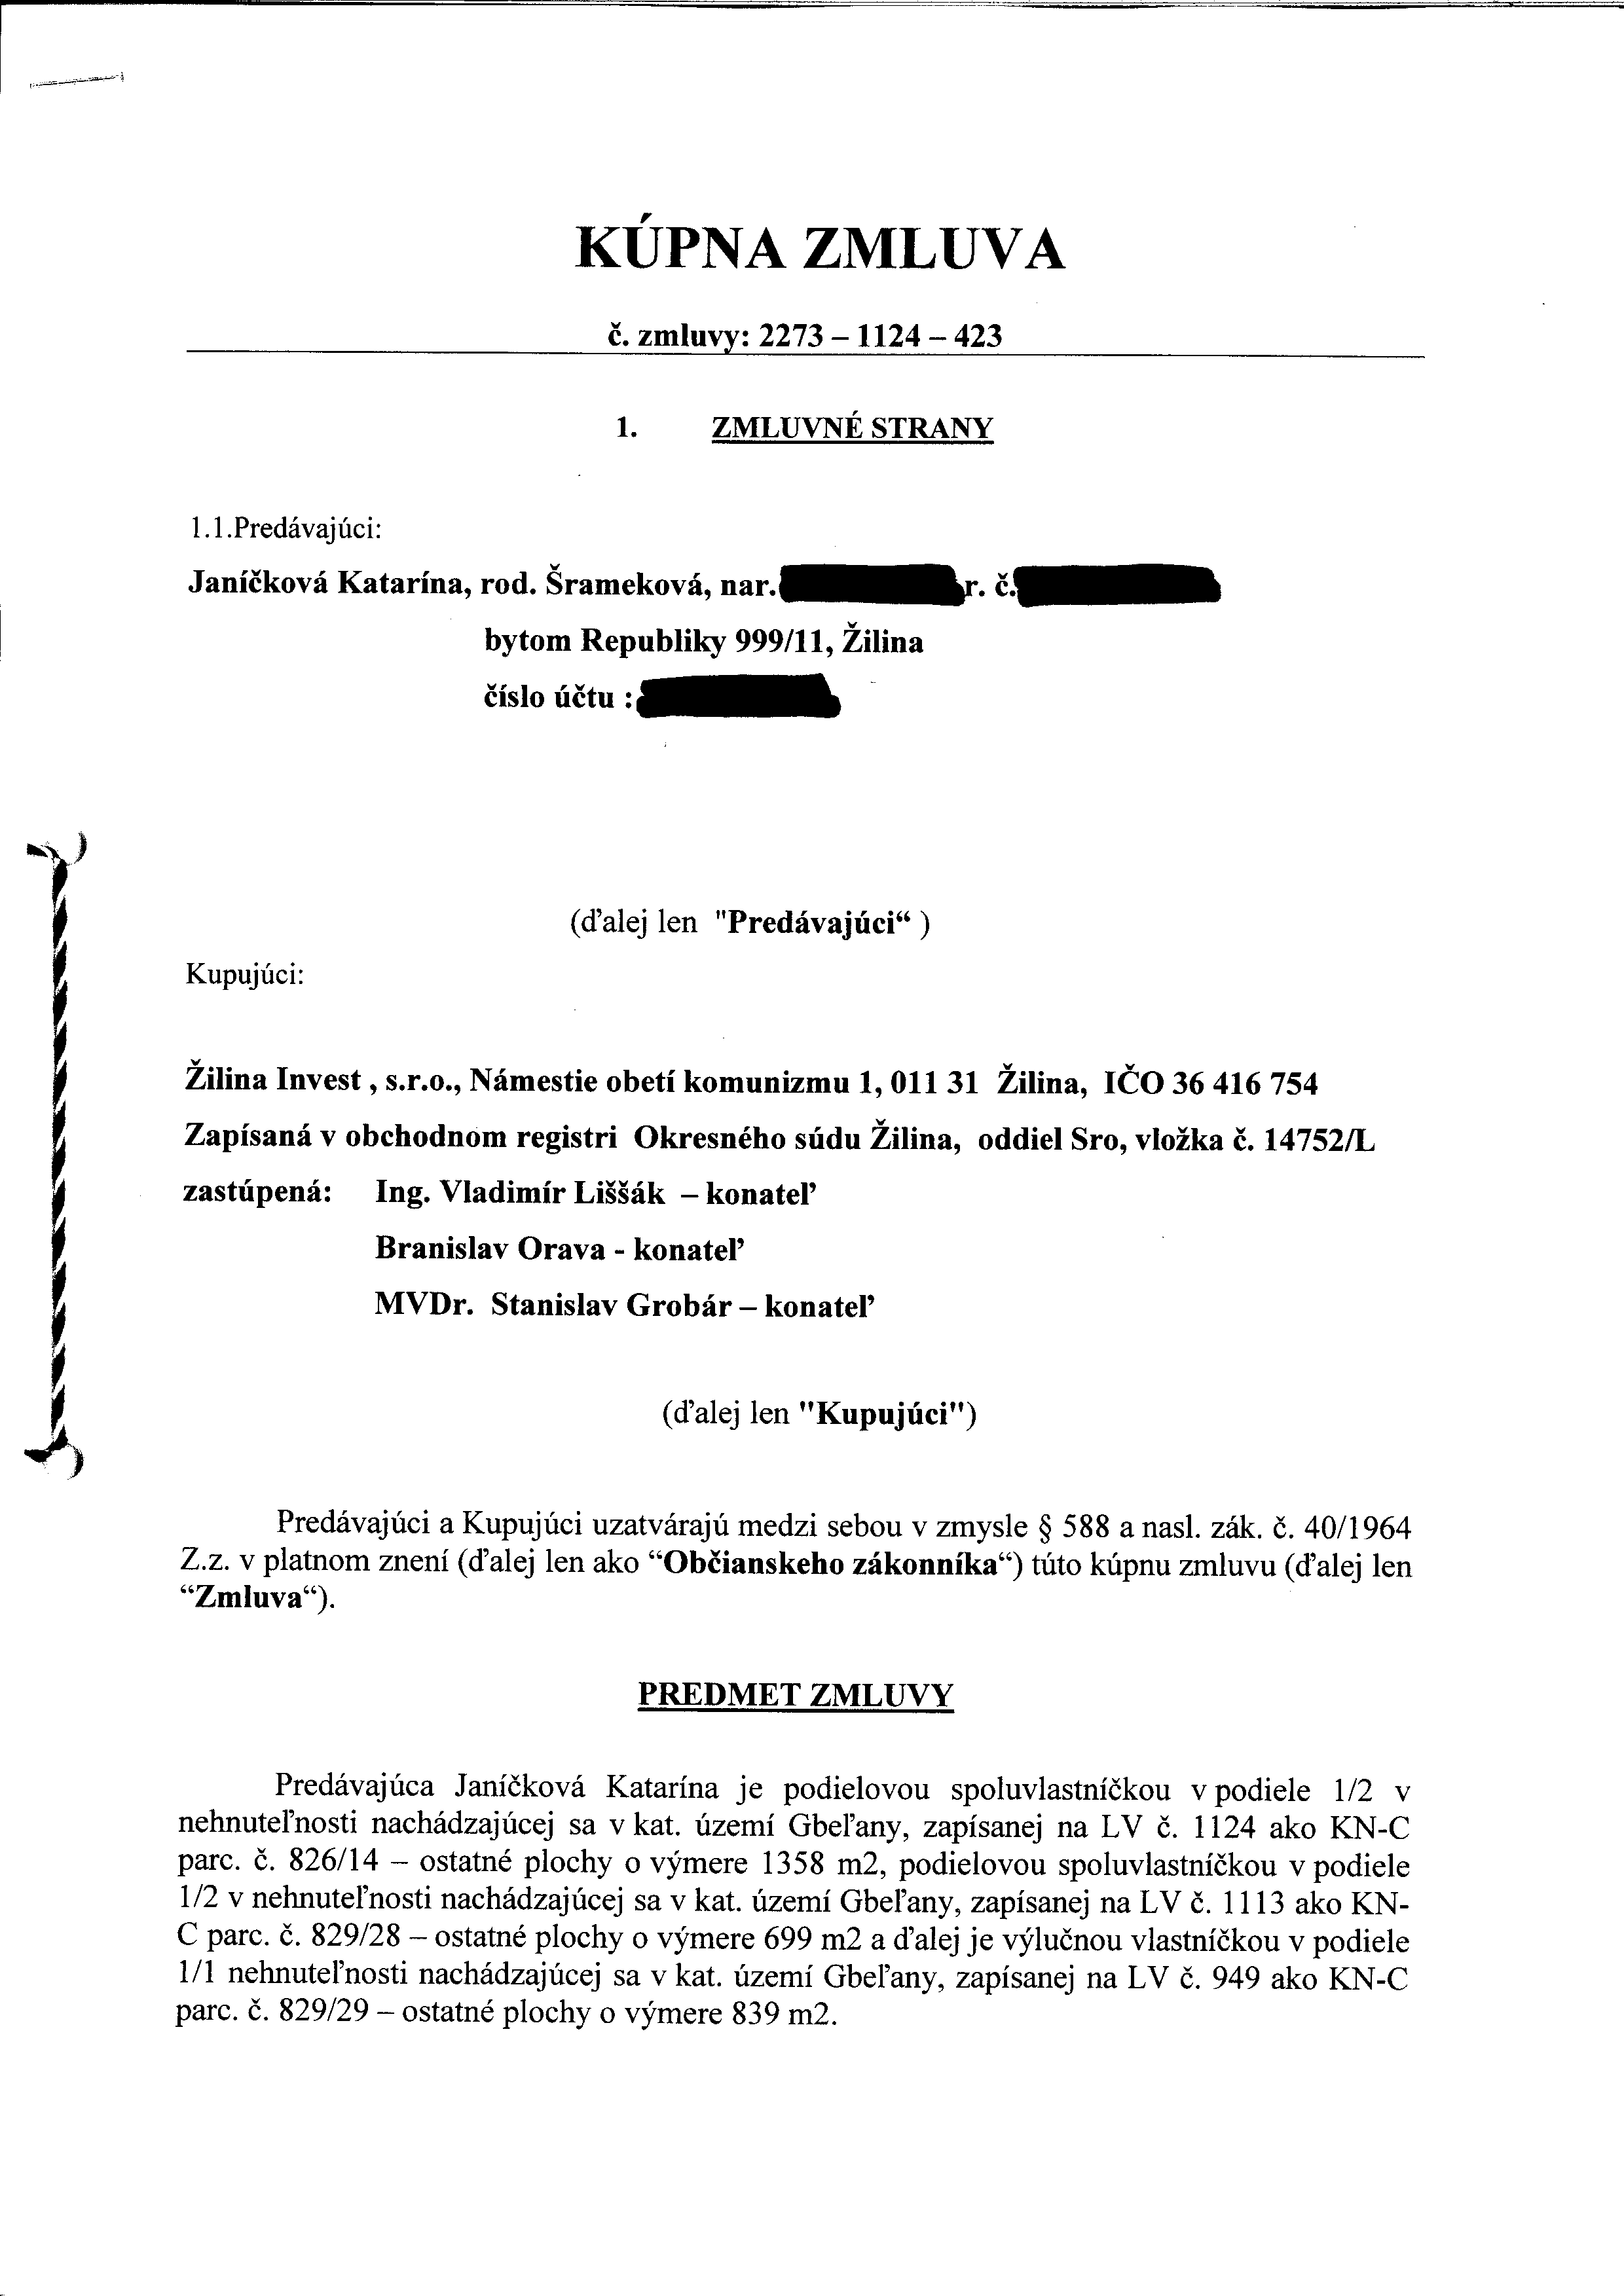 KÚPNA ZMLUVA
č. zmluvy: 2273 – 1124 – 423
1. ZMLUVNÉ STRANY
1.1.Predávajúci:
Janíčková Katarína, rod. Šrameková, nar. r. č.
bytom Republiky 999/11, Žilina
číslo účtu :
(ďalej len "Predávajúci“ )
Kupujúci:
Žilina Invest , s.r.o., Námestie obetí komunizmu 1, 011 31 Žilina, IČO 36 416 754
Zapísaná v obchodnom registri Okresného súdu Žilina, oddiel Sro, vložka č. 14752/L
zastúpená: Ing. Vladimír Liššák – konateľ
Branislav Orava - konateľ
MVDr. Stanislav Grobár – konateľ
(ďalej len "Kupujúci")
Predávajúci a Kupujúci uzatvárajú medzi sebou v zmysle § 588 a nasl. zák. č. 40/1964
Z.z. v platnom znení (ďalej len ako “Občianskeho zákonníka“) túto kúpnu zmluvu (ďalej len
“Zmluva“).
PREDMET ZMLUVY
Predávajúca Janíčková Katarína je podielovou spoluvlastníčkou v podiele 1/2 v
nehnuteľnosti nachádzajúcej sa v kat. území Gbeľany, zapísanej na LV č. 1124 ako KN-C
parc. č. 826/14 – ostatné plochy o výmere 1358 m2, podielovou spoluvlastníčkou v podiele
1/2 v nehnuteľnosti nachádzajúcej sa v kat. území Gbeľany, zapísanej na LV č. 1113 ako KN-
C parc. č. 829/28 – ostatné plochy o výmere 699 m2 a ďalej je výlučnou vlastníčkou v podiele
1/1 nehnuteľnosti nachádzajúcej sa v kat. území Gbeľany, zapísanej na LV č. 949 ako KN-C
parc. č. 829/29 – ostatné plochy o výmere 839 m2.